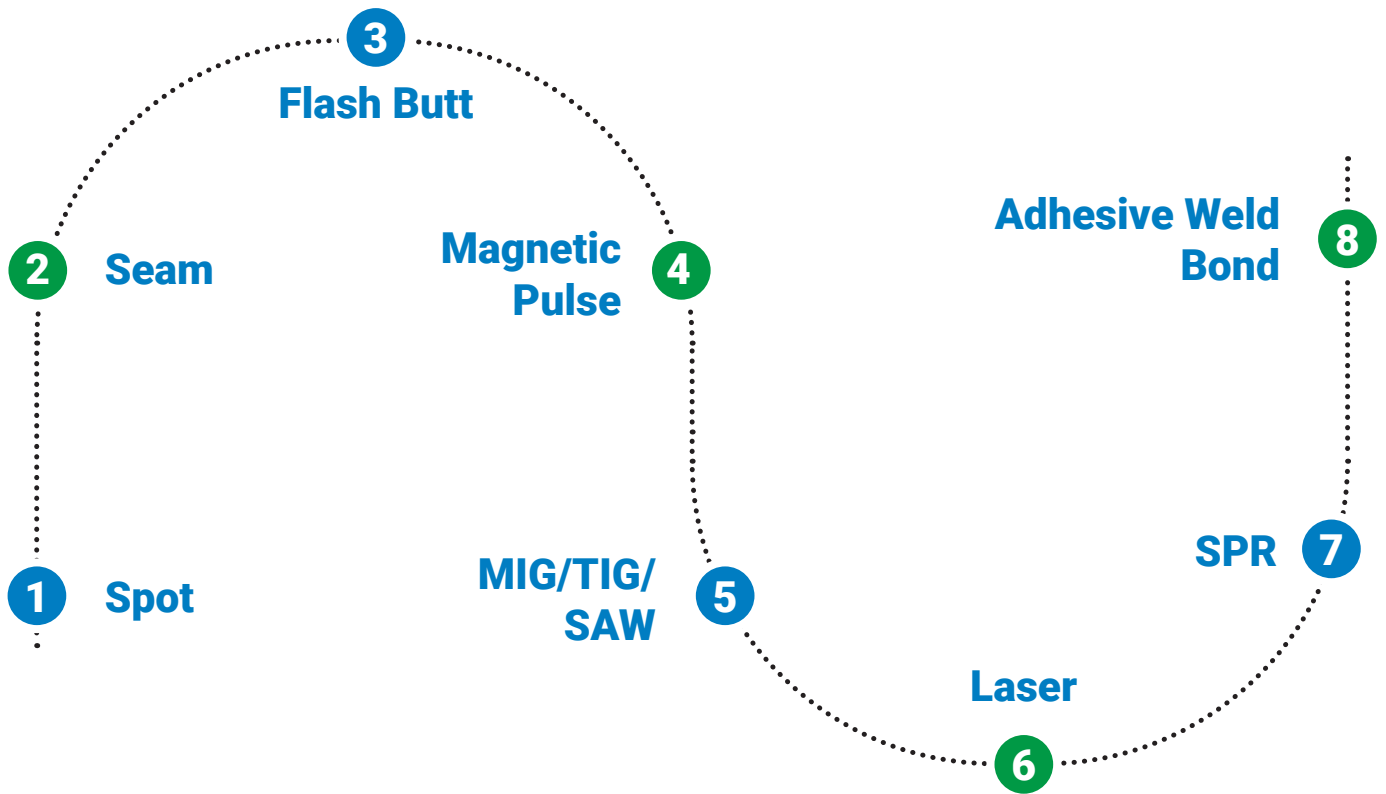 1
Spot
2
Seam
3
Flash Butt
4
Magnetic
Pulse
5
MIG/TIG/
SAW
6
Laser
7
SPR
8
Adhesive Weld
Bond